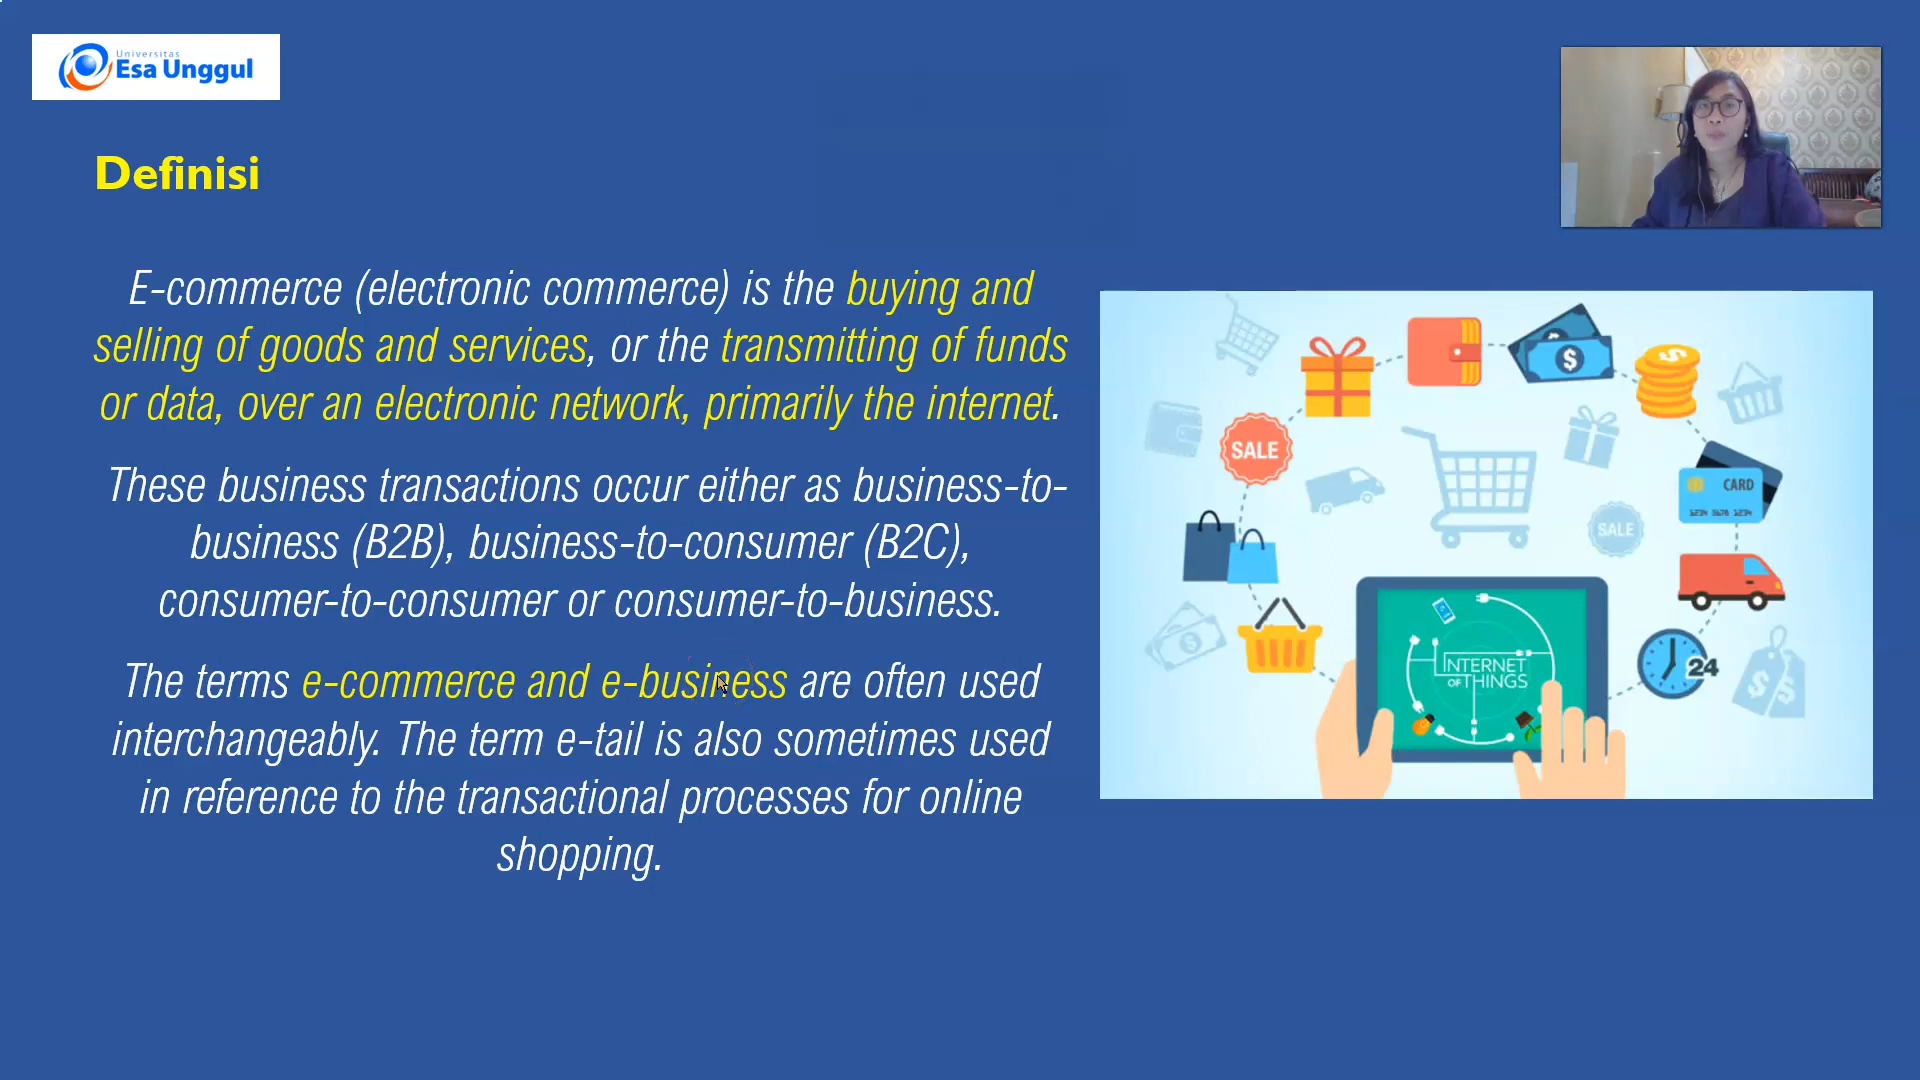 Universitas
Esa Unggul
Definisi
E-commerce (electronic commerce) is the buying and
selling of goods and services, or the transmitting of funds
or data, over an electronic network, primarily the internet.
These business transactions occur either as business-to-
business (B2B), business-to-consumer (B2C),
consumer-to-consumer or consumer-to-business.
The terms e-commerce and e-business are often used
interchangeably. The term e-tail is also sometimes used
in reference to the transactional processes for online
shopping.
SALE
CARD
SALE
24
INTERNET
OF THINGS